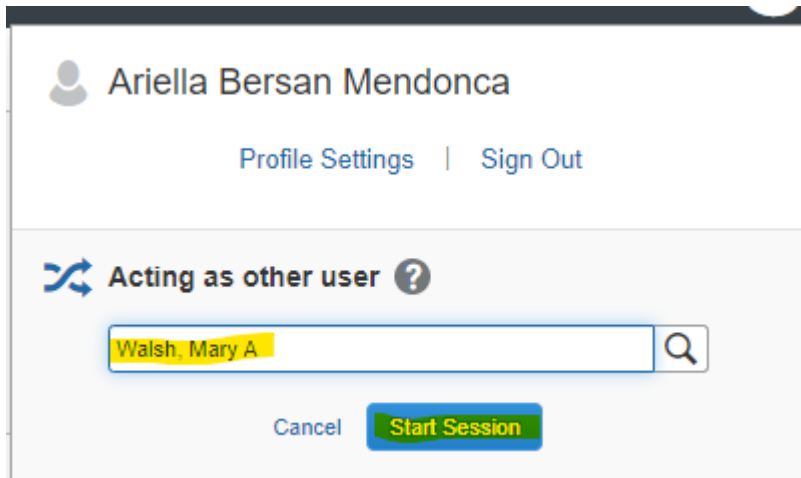 Ariella Bersan Mendonca
Profile Settings | Sign Out
Acting as other user ?
Walsh, Mary A
Cancel Start Session